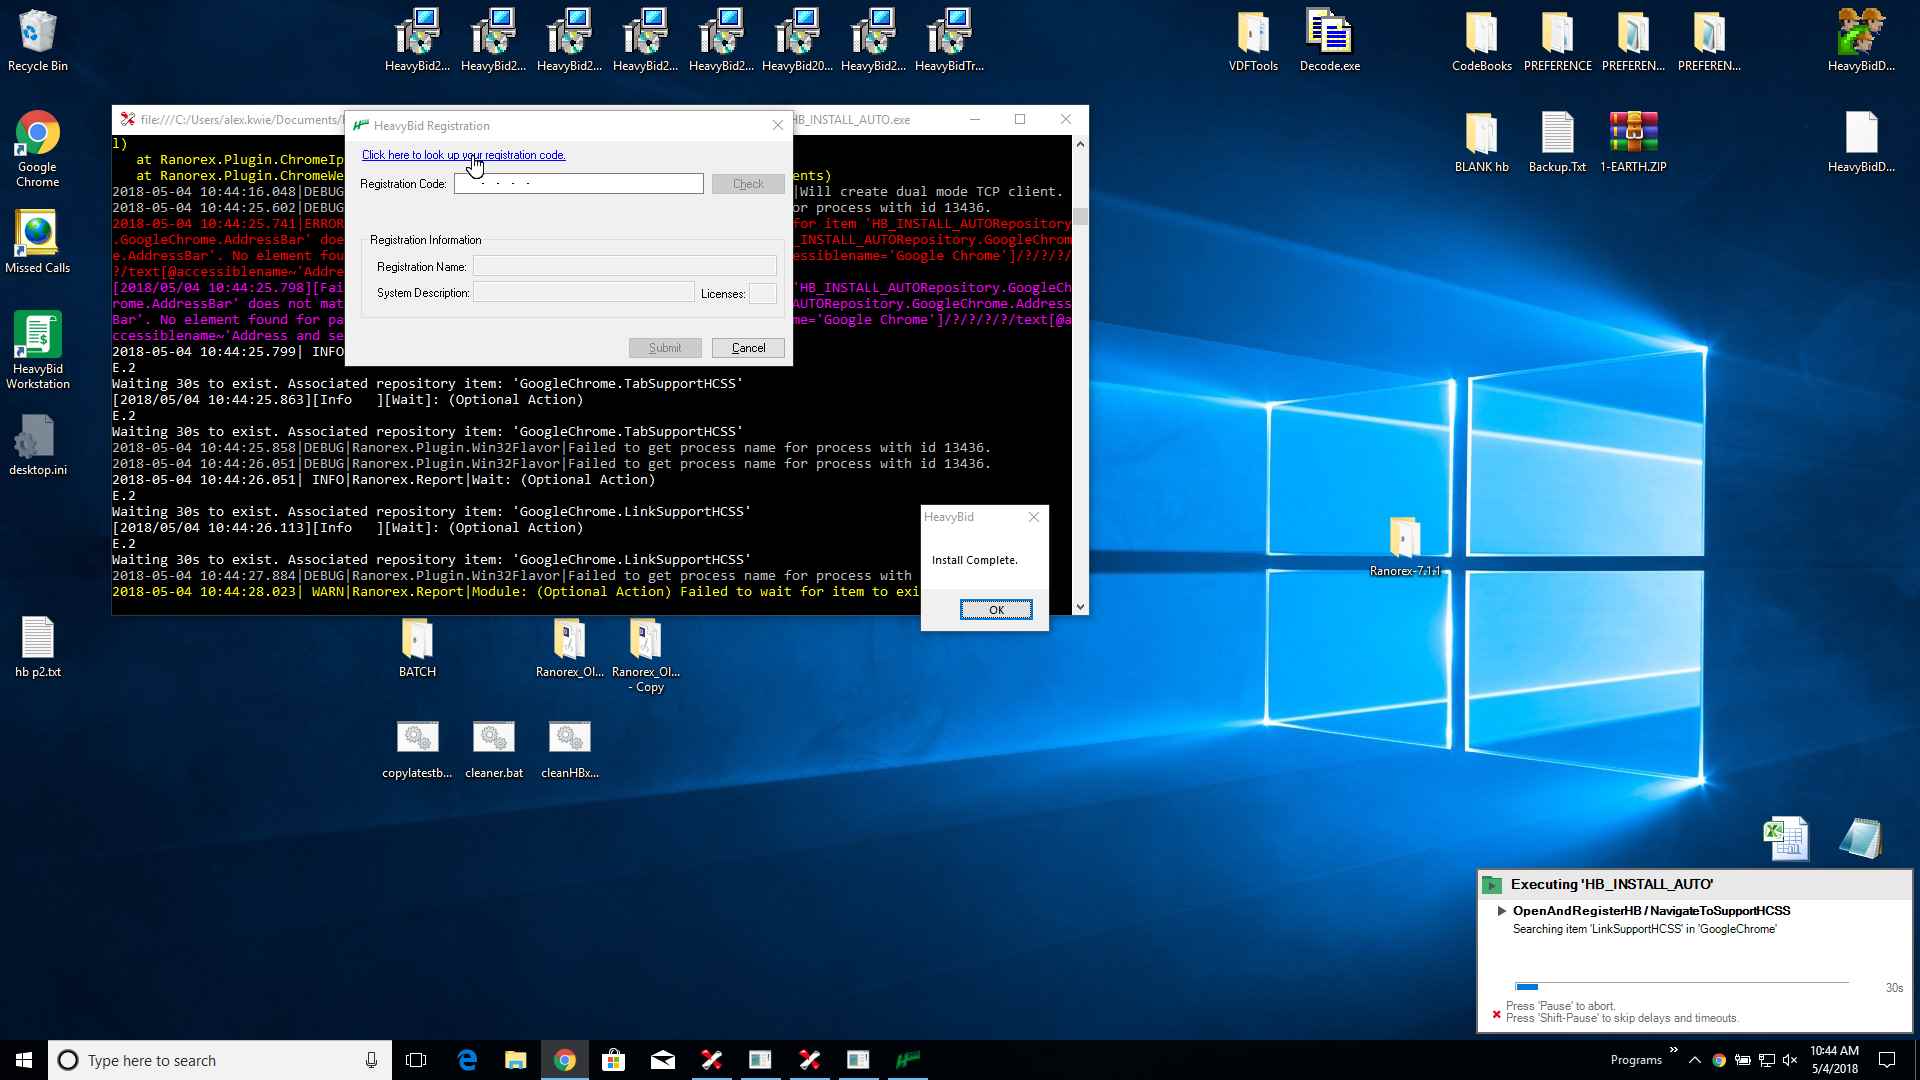 Recycle Bin
HeavyBid2...
HeavyBid2...
HeavyBid2...
HeavyBid2...
HeavyBid2...
HeavyBid20...
HeavyBid2...
HeavyBidTr...
VDFTools
Decode.exe
CodeBooks
PREFERENCE
PREFEREN...
PREFEREN...
HeavyBidD...
Google
Chrome
BLANK hb
Backup.Txt
1-EARTH.ZIP
HeavyBidD...
Missed Calls
HeavyBid
Workstation
desktop.ini
hb p2.txt
file:///C:/Users/alex.kwie/Documents/
HB_INSTALL_AUTO.exe
HeavyBid Registration
Click here to look up your registration code.
Registration Code: - - - -
Check
Registration Information
Registration Name:
System Description:
Licenses:
Submit
Cancel
l)
at Ranorex.Plugin.ChromeIp
at Ranorex.Plugin.ChromeWe ents)
2018-05-04 10:44:16.048|DEBUG |Will create dual mode TCP client.
2018-05-04 10:44:25.602|DEBUG or process with id 13436.
2018-05-04 10:44:25.741|ERROR for item 'HB_INSTALL_AUTORepository
.GoogleChrome.AddressBar' doe _INSTALL_AUTORepository.GoogleChrom
e.AddressBar'. No element fou essiblename='Google Chrome']/?/?/?/
?/text[@accessiblename~'Addre
[2018/05/04 10:44:25.798][Fai 'HB_INSTALL_AUTORepository.GoogleCh
rome.AddressBar' does not mat AUTORepository.GoogleChrome.Address
Bar'. No element found for pa me='Google Chrome']/?/?/?/?/text[@a
ccessiblename~'Address and se
2018-05-04 10:44:25.799| INFO
E.2
Waiting 30s to exist. Associated repository item: 'GoogleChrome.TabSupportHCSS'
[2018/05/04 10:44:25.863][Info   ][Wait]: (Optional Action)
E.2
Waiting 30s to exist. Associated repository item: 'GoogleChrome.TabSupportHCSS'
2018-05-04 10:44:25.858|DEBUG|Ranorex.Plugin.Win32Flavor|Failed to get process name for process with id 13436.
2018-05-04 10:44:26.051|DEBUG|Ranorex.Plugin.Win32Flavor|Failed to get process name for process with id 13436.
2018-05-04 10:44:26.051| INFO|Ranorex.Report|Wait: (Optional Action)
E.2
Waiting 30s to exist. Associated repository item: 'GoogleChrome.LinkSupportHCSS'
[2018/05/04 10:44:26.113][Info   ][Wait]: (Optional Action)
E.2
Waiting 30s to exist. Associated repository item: 'GoogleChrome.LinkSupportHCSS'
2018-05-04 10:44:27.884|DEBUG|Ranorex.Plugin.Win32Flavor|Failed to get process name for process with
2018-05-04 10:44:28.023| WARN|Ranorex.Report|Module: (Optional Action) Failed to wait for item to exi
HeavyBid
Install Complete.
OK
Ranorex-7.1.1
BATCH
Ranorex_Ol...
Ranorex_Ol...
- Copy
copylatestb...
cleaner.bat
cleanHBx...
Executing 'HB_INSTALL_AUTO'
OpenAndRegisterHB / NavigateToSupportHCSS
Searching item 'LinkSupportHCSS' in 'GoogleChrome'
30s
Press 'Pause' to abort.
Press 'Shift-Pause' to skip delays and timeouts.
Type here to search
Programs
10:44 AM
5/4/2018